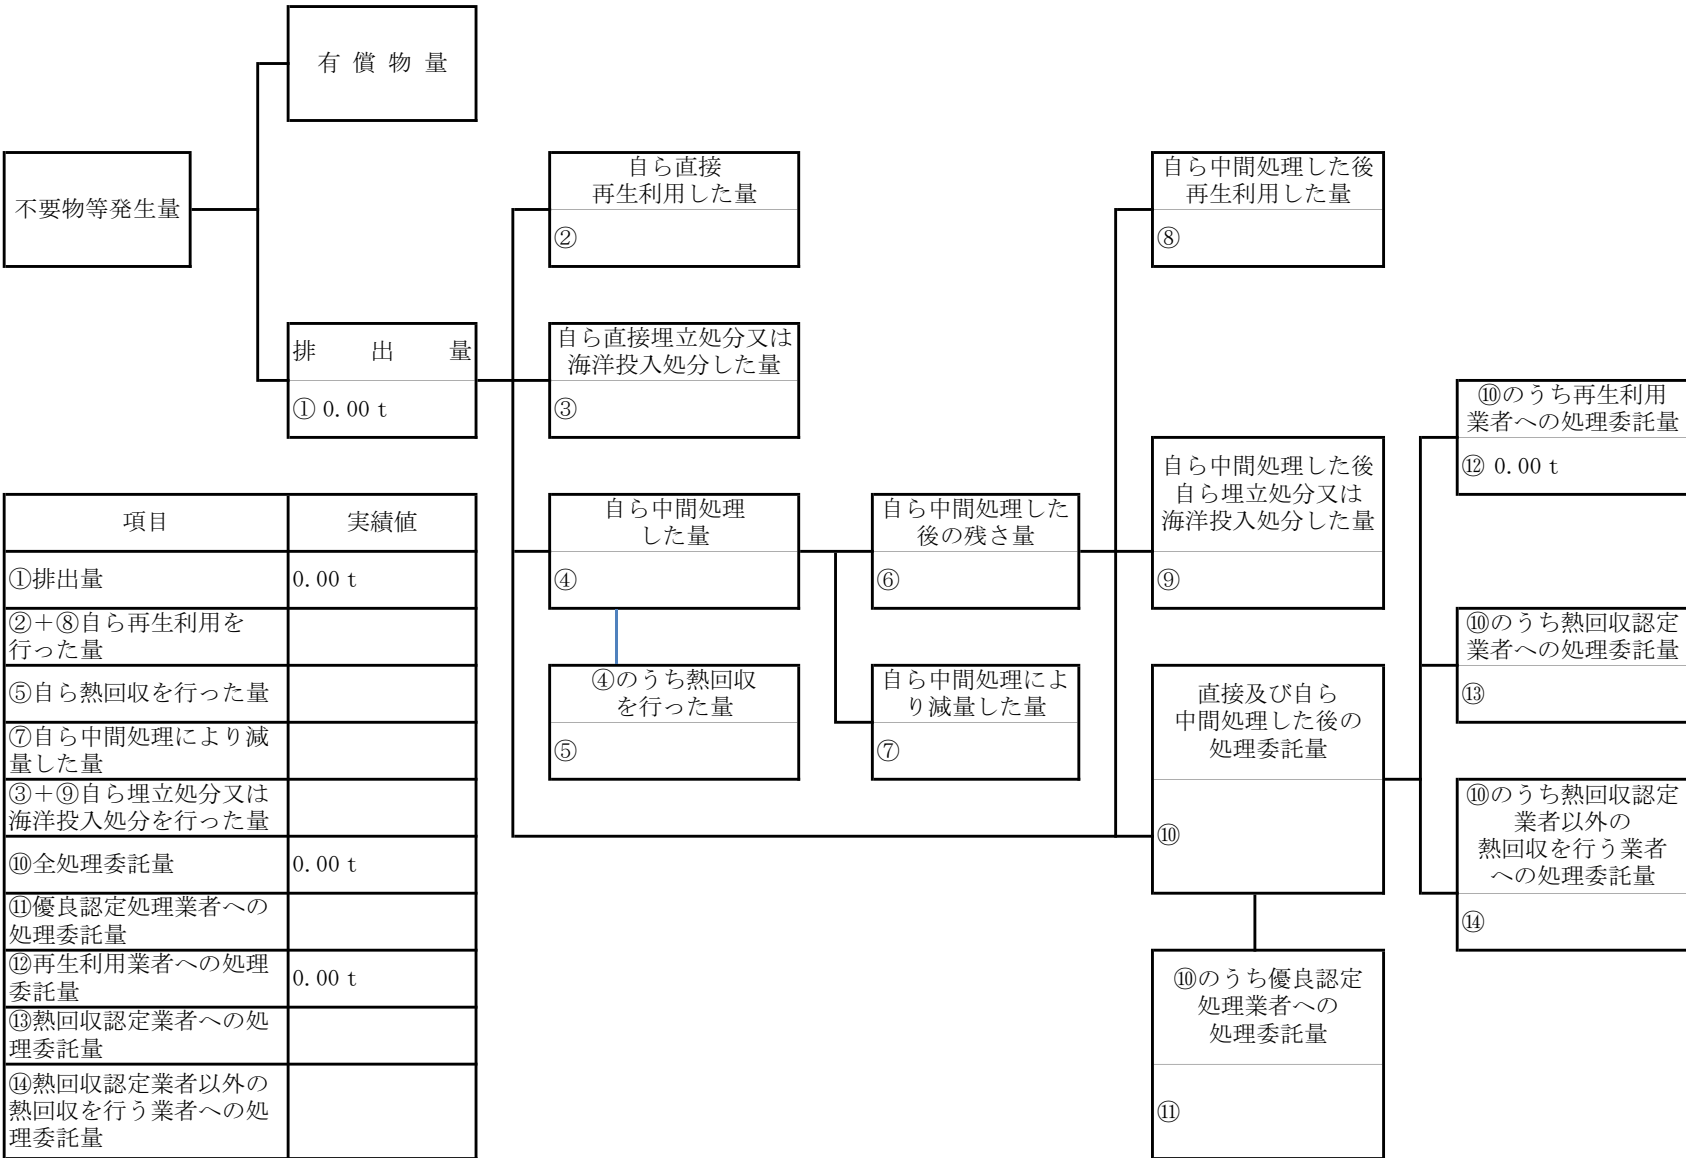 有 償 物 量
不要物等発生量
自ら直接
再生利用した量
②
自ら中間処理した後
再生利用した量
⑧
排 出 量
① 0.00 t
自ら直接埋立処分又は
海洋投入処分した量
③
⑩のうち再生利用
業者への処理委託量
⑫ 0.00 t
自ら中間処理した後
自ら埋立処分又は
海洋投入処分した量
⑨
自ら中間処理
した量
④
自ら中間処理した
後の残さ量
⑥
⑩のうち熱回収認定
業者への処理委託量
⑬
④のうち熱回収
を行った量
⑤
自ら中間処理によ
り減量した量
⑦
直接及び自ら
中間処理した後の
処理委託量
⑩
⑩のうち熱回収認定
業者以外の
熱回収を行う業者
への処理委託量
⑭
⑩のうち優良認定
処理業者への
処理委託量
⑪
項目 実績値
①排出量 0.00 t
②＋⑧自ら再生利用を
行った量
⑤自ら熱回収を行った量
⑦自ら中間処理により減
量した量
③＋⑨自ら埋立処分又は
海洋投入処分を行った量
⑩全処理委託量 0.00 t
⑪優良認定処理業者への
処理委託量
⑫再生利用業者への処理
委託量 0.00 t
⑬熱回収認定業者への処
理委託量
⑭熱回収認定業者以外の
熱回収を行う業者への処
理委託量